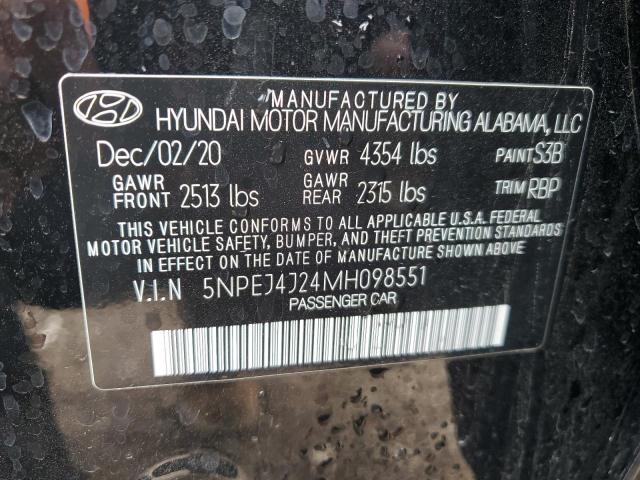 MANUFACTURED BY
HYUNDAI MOTOR MANUFACTURING ALABAMA, LLC
Dec/02/20 GVWR 4354 lbs PAINT S3B
GAWR FRONT 2513 lbs GAWR REAR 2315 lbs TRIM RBP
THIS VEHICLE CONFORMS TO ALL APPLICABLE U.S.A. FEDERAL
MOTOR VEHICLE SAFETY, BUMPER, AND THEFT PREVENTION STANDARDS
IN EFFECT ON THE DATE OF MANUFACTURE SHOWN ABOVE.
V.I.N 5NPEJ4J24MH098551
PASSENGER CAR